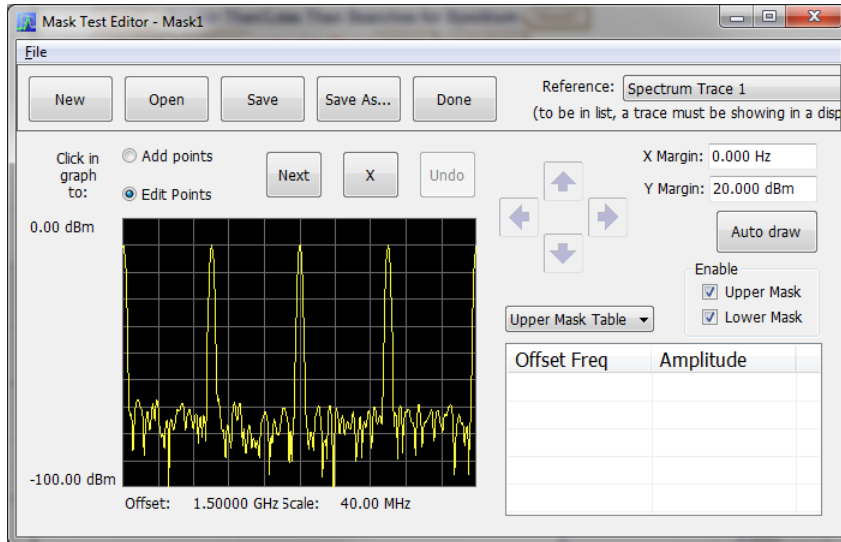 Mask Test Editor - Mask1
File
New
Open
Save
Save As...
Done
Reference:
Spectrum Trace 1
(to be in list, a trace must be showing in a disp
Click in
graph
to:
Add points
Edit Points
Next
X
Undo
X Margin: 0.000 Hz
Y Margin: 20.000 dBm
Auto draw
Enable
Upper Mask
Lower Mask
0.00 dBm
-100.00 dBm
Offset: 1.50000 GHz Scale: 40.00 MHz
Upper Mask Table
Offset Freq Amplitude